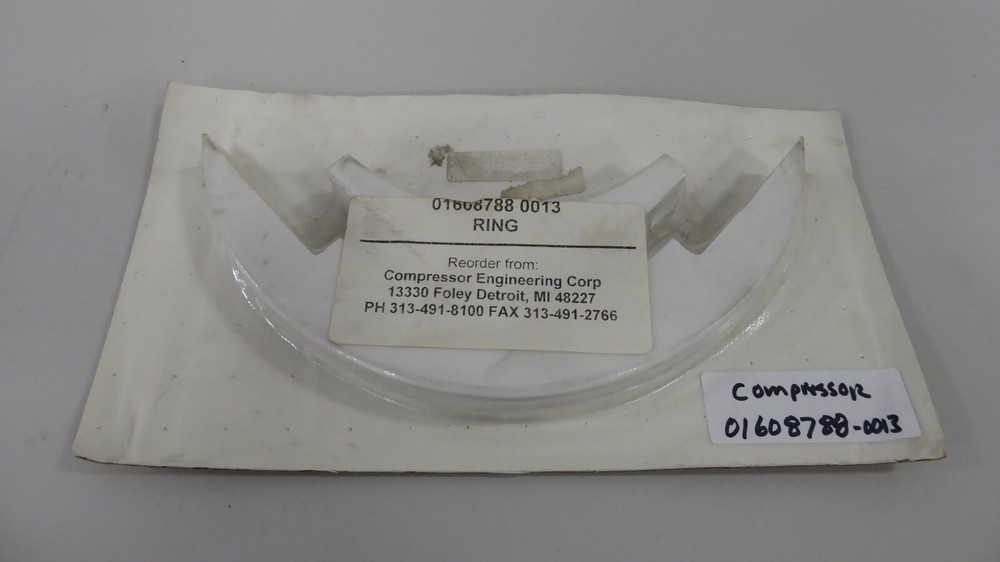 01608788 0013
RING
Reorder from:
Compressor Engineering Corp
13330 Foley Detroit, MI 48227
PH 313-491-8100 FAX 313-491-2766
Compressor
01608788-0013